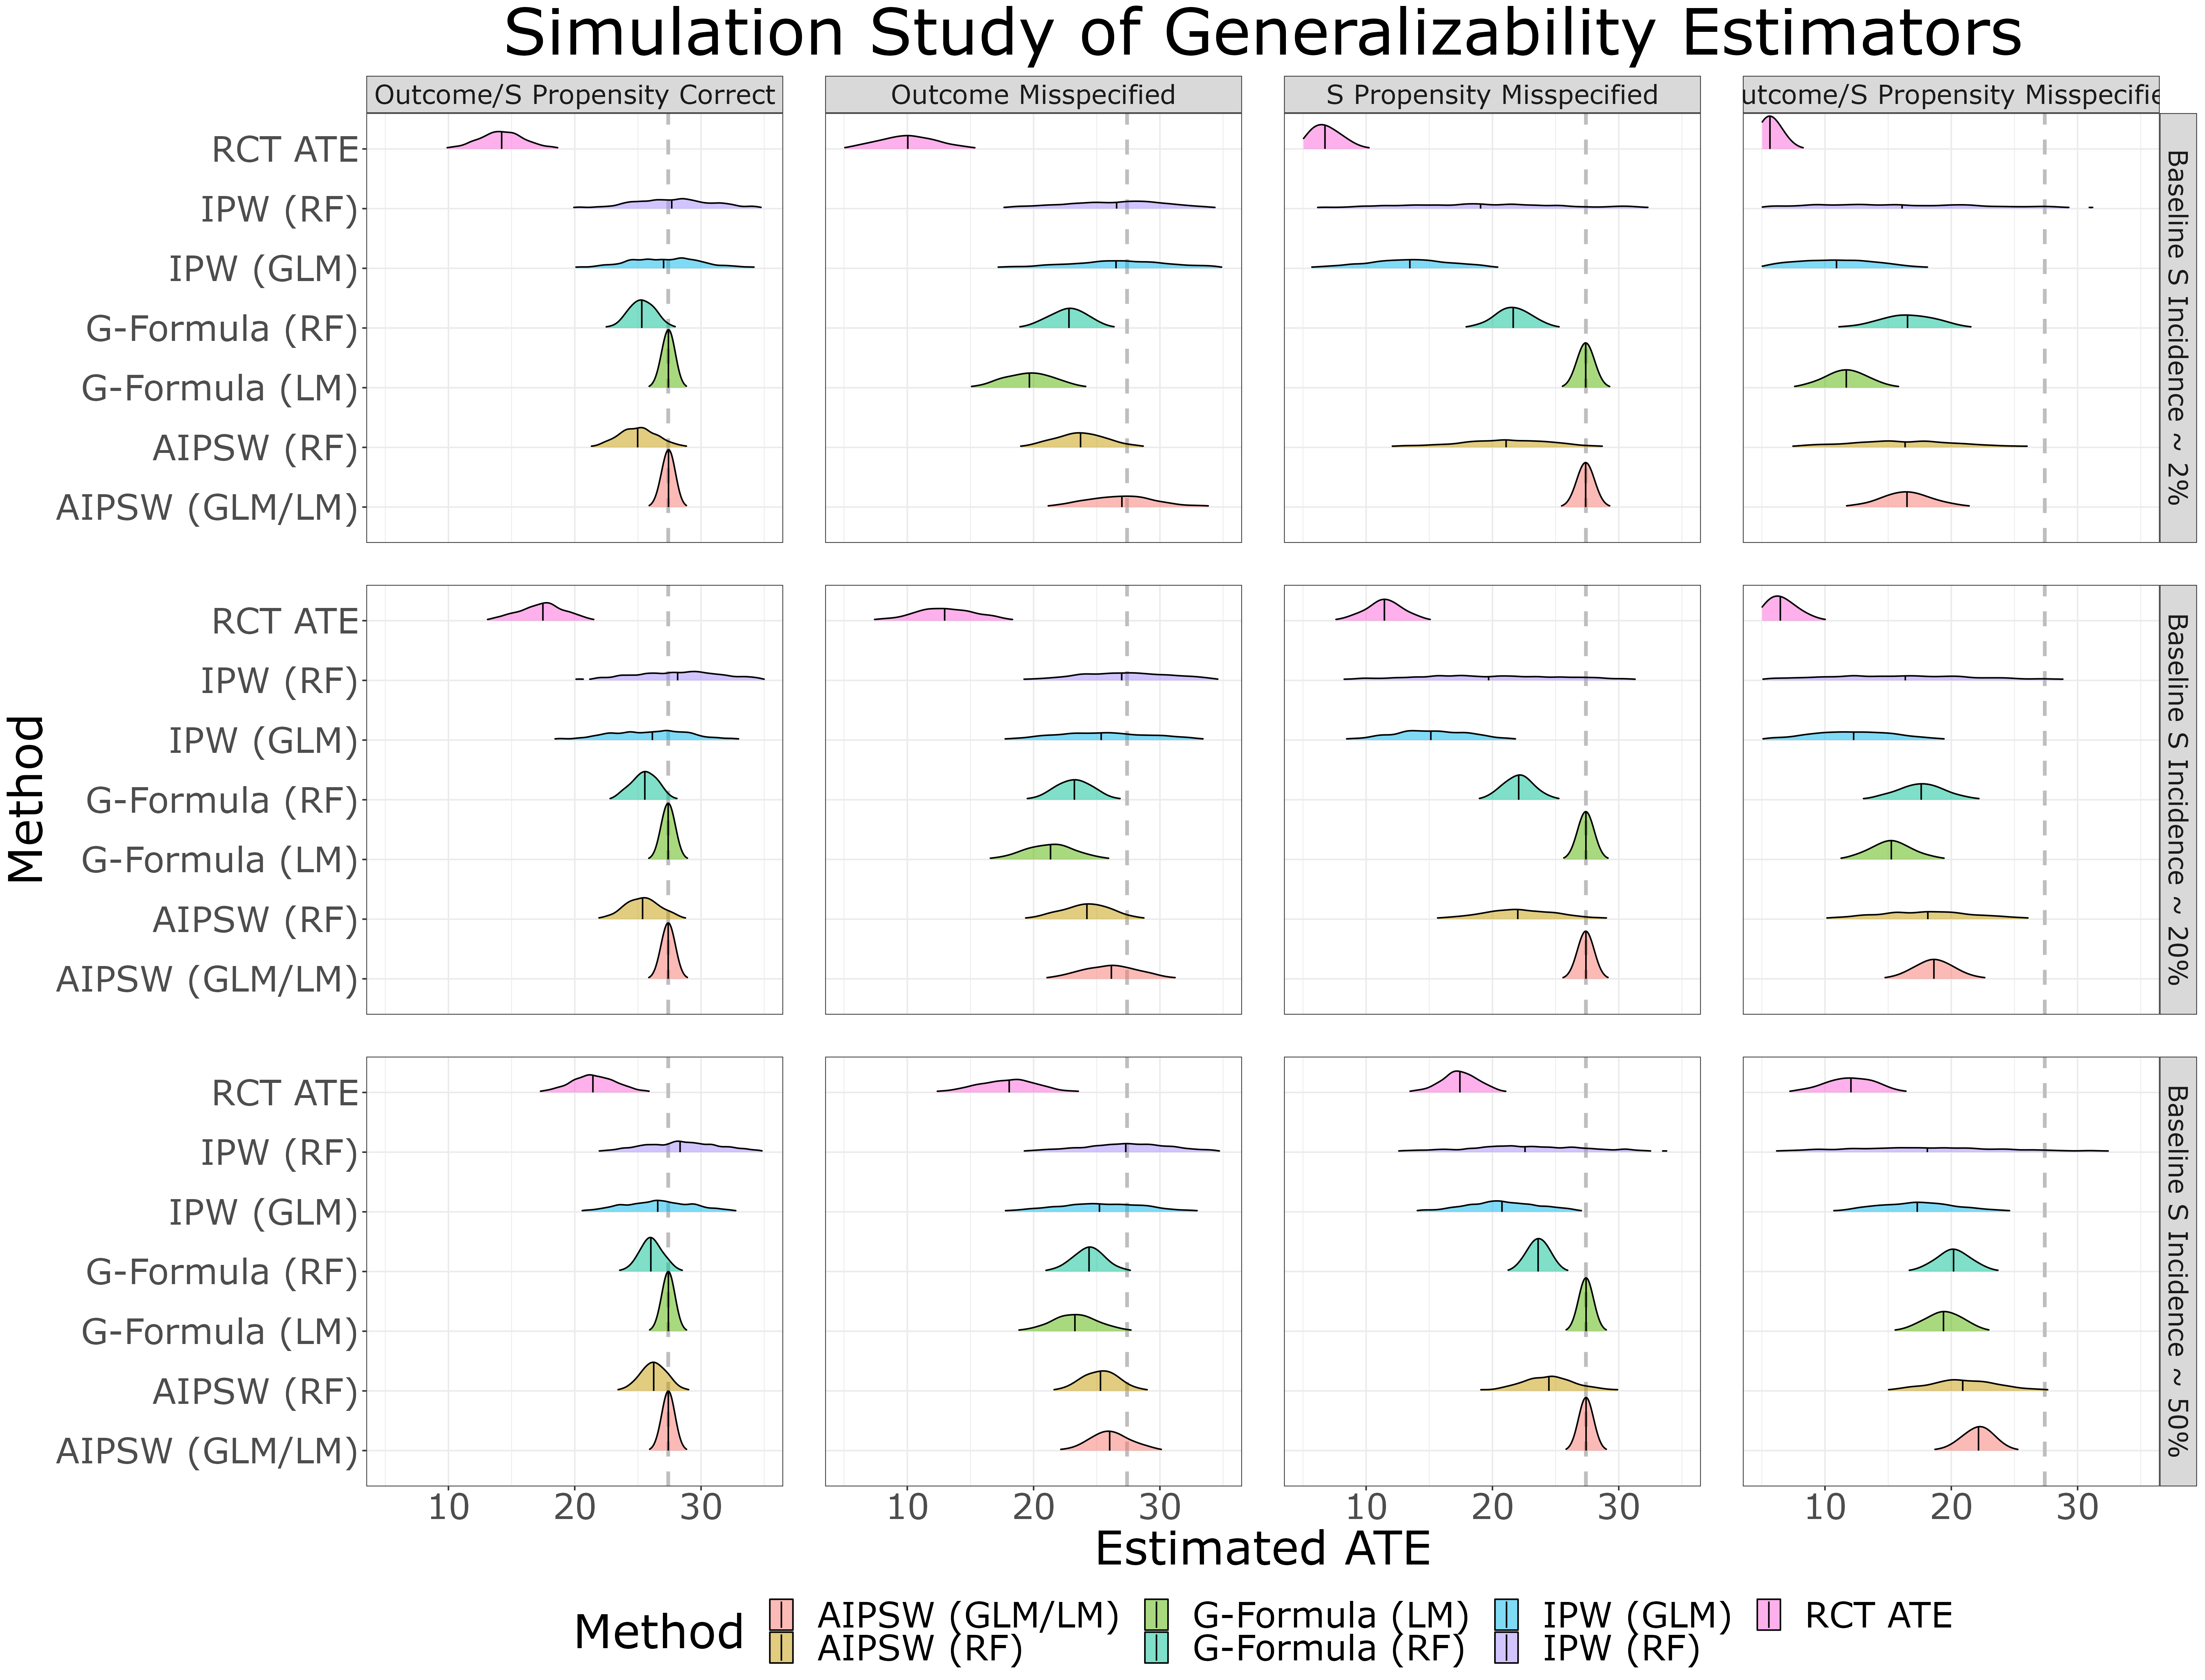 Simulation Study of Generalizability Estimators
Outcome/S Propensity Correct
Outcome Misspecified
S Propensity Misspecified
utcome/S Propensity Misspecifie
RCT ATE
IPW (RF)
IPW (GLM)
G-Formula (RF)
G-Formula (LM)
AIPSW (RF)
AIPSW (GLM/LM)
Baseline S Incidence ~ 2%
RCT ATE
IPW (RF)
IPW (GLM)
G-Formula (RF)
G-Formula (LM)
AIPSW (RF)
AIPSW (GLM/LM)
Baseline S Incidence ~ 20%
Method
RCT ATE
IPW (RF)
IPW (GLM)
G-Formula (RF)
G-Formula (LM)
AIPSW (RF)
AIPSW (GLM/LM)
Baseline S Incidence ~ 50%
10 20 30
10 20 30
10 20 30
10 20 30
Estimated ATE
Method
AIPSW (GLM/LM)
AIPSW (RF)
G-Formula (LM)
G-Formula (RF)
IPW (GLM)
IPW (RF)
RCT ATE